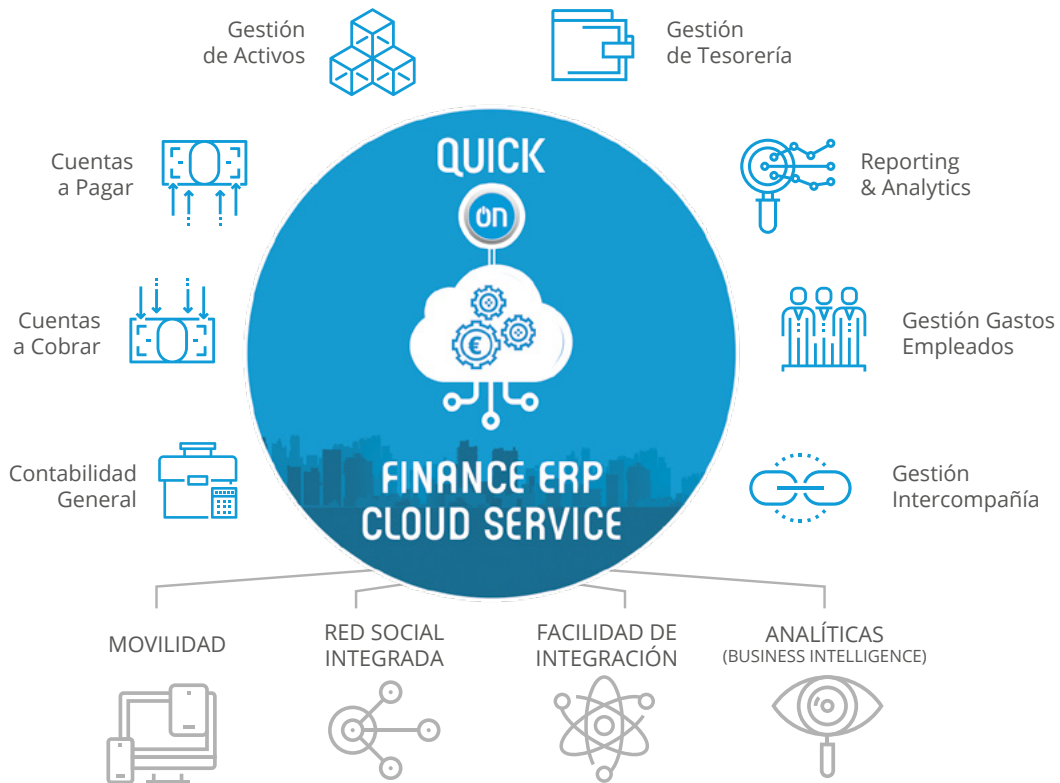 Gestión
de Activos
Gestión
de Tesorería
Cuentas
a Pagar
QUICK
on
Reporting
& Analytics
Cuentas
a Cobrar
€
Gestión Gastos
Empleados
Contabilidad
General
FINANCE ERP
CLOUD SERVICE
Gestión
Intercompañía
MOVILIDAD
RED SOCIAL
INTEGRADA
FACILIDAD DE
INTEGRACIÓN
ANALÍTICAS
(BUSINESS INTELLIGENCE)